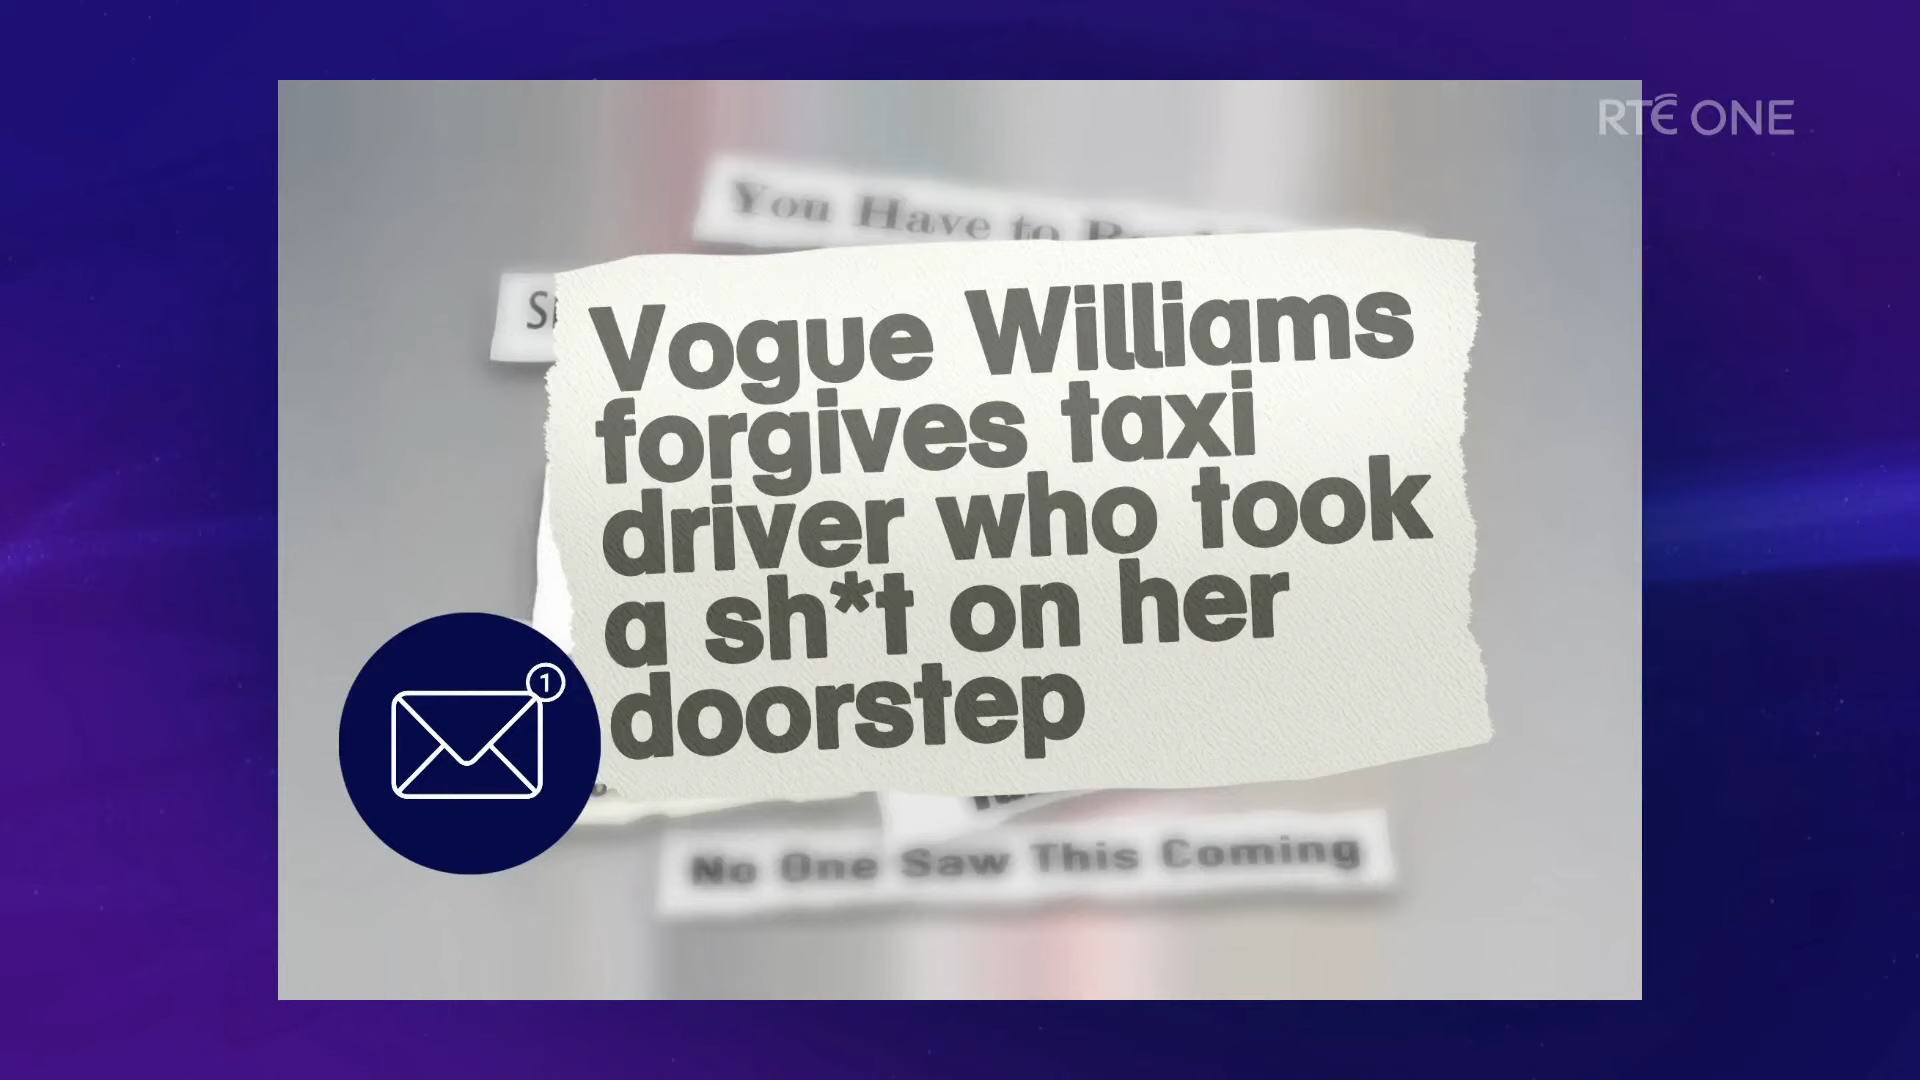 RTÉ ONE
You Have to
Vogue Williams
forgives taxi
driver who took
a sh*t on her
doorstep
1
No One Saw This Coming